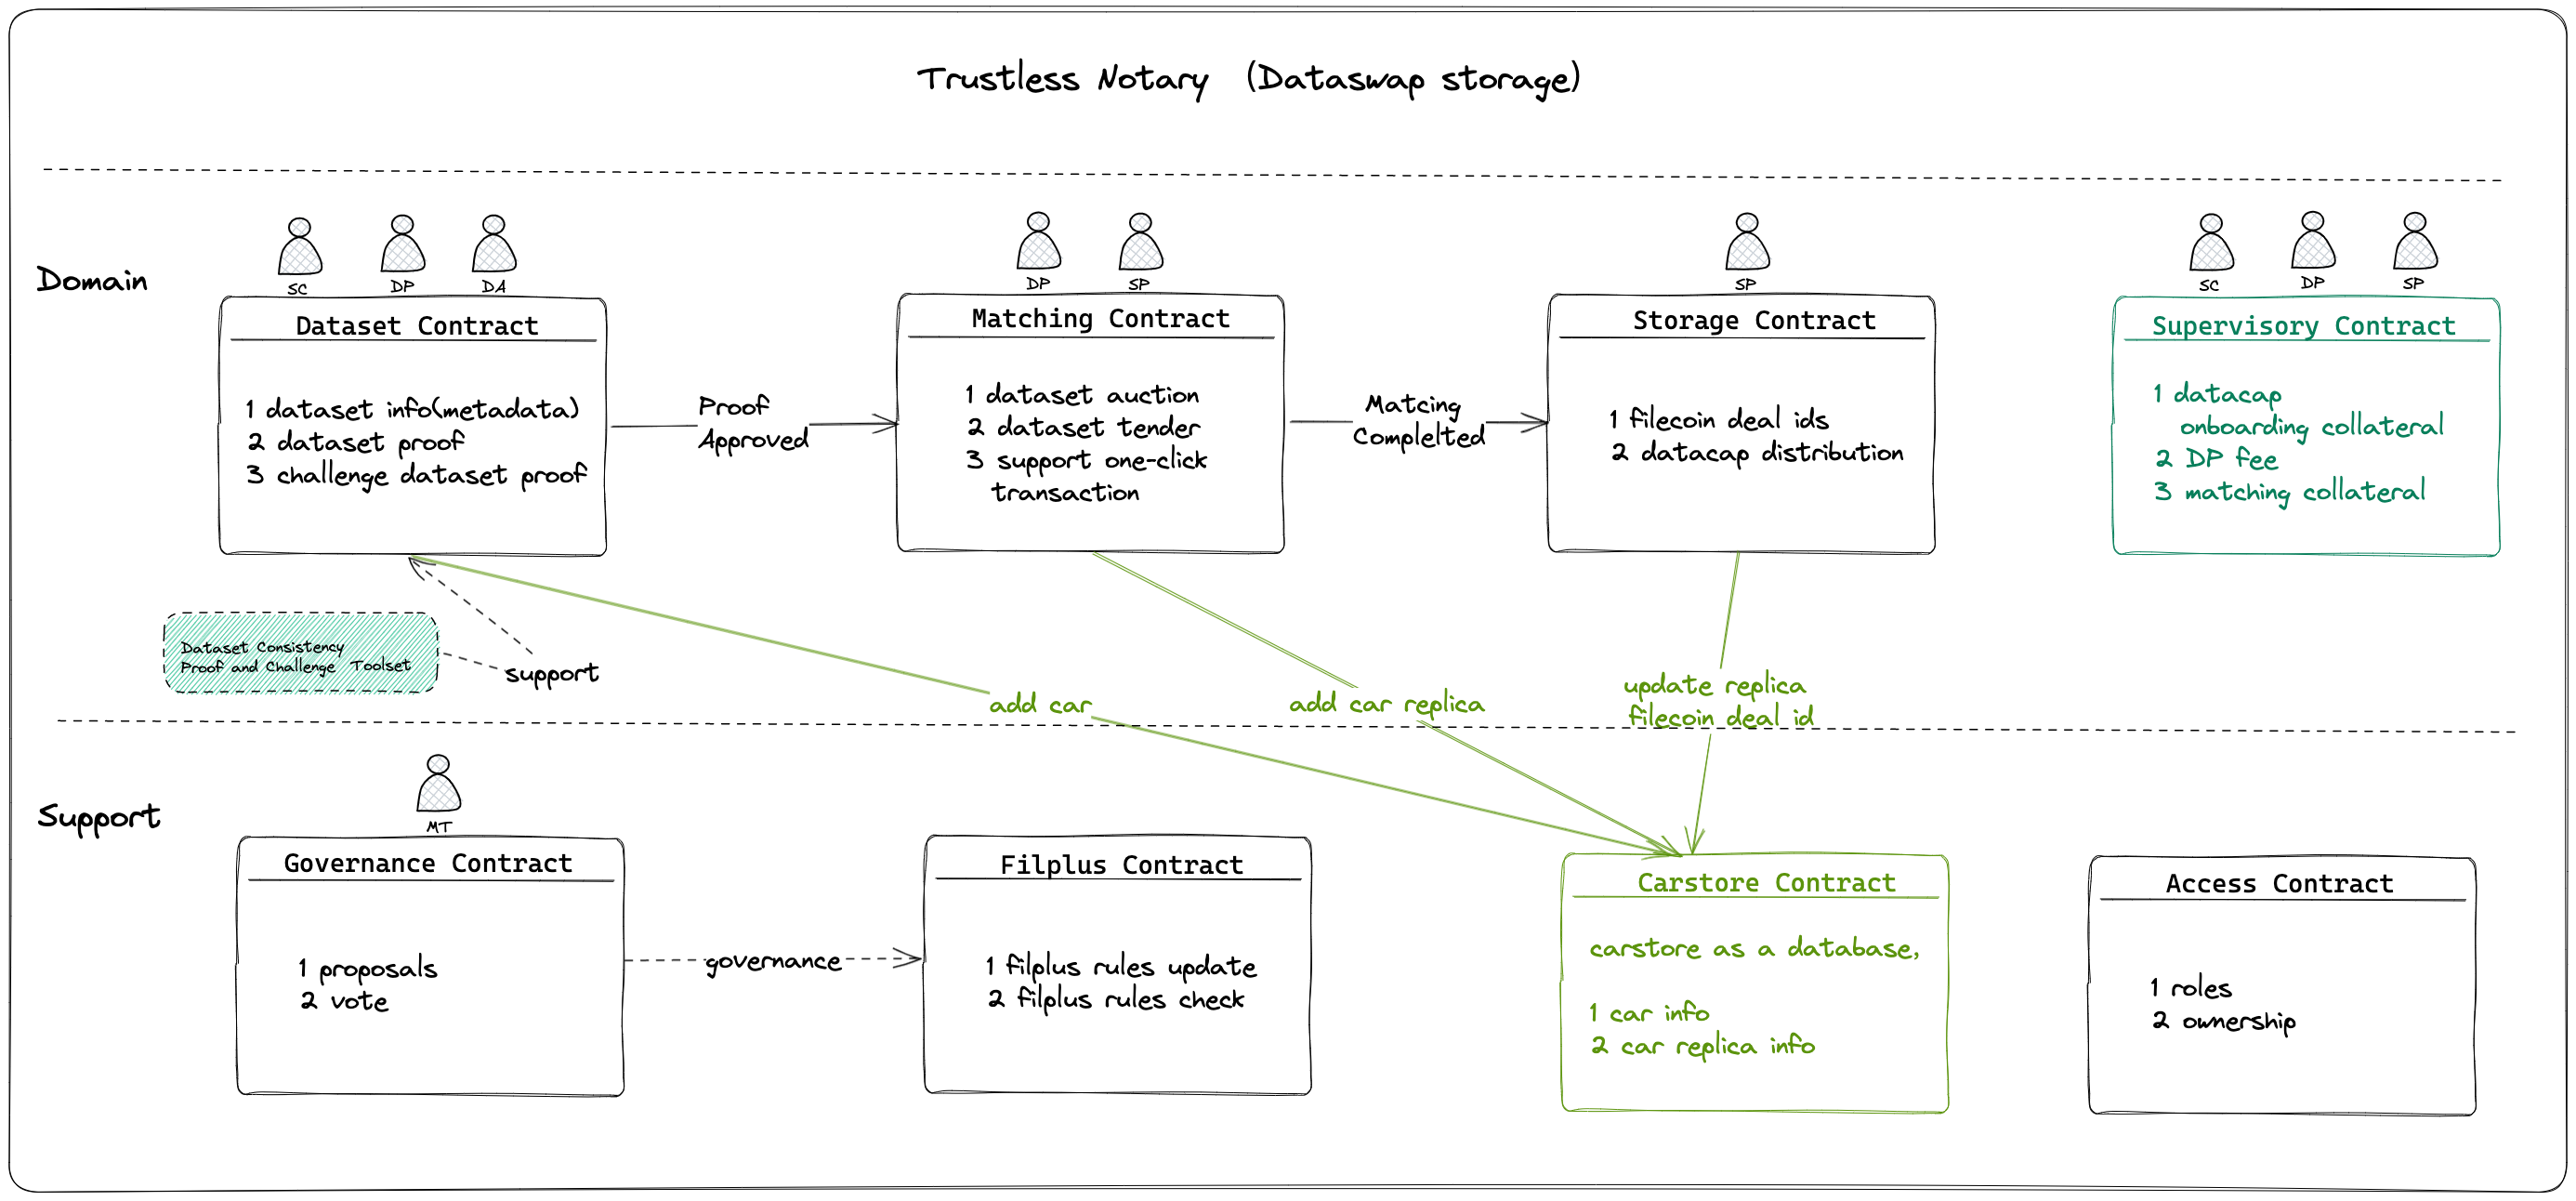 Trustless Notary (Dataswap storage)
Domain
SC
DP
DA
Dataset Contract
1 dataset info(metadata)
2 dataset proof
3 challenge dataset proof
Proof
Approved
DP
SP
Matching Contract
1 dataset auction
2 dataset tender
3 support one-click
transaction
Matcing
Complelted
SP
Storage Contract
1 filecoin deal ids
2 datacap distribution
SC
DP
SP
Supervisory Contract
1 datacap
onboarding collateral
2 DP fee
3 matching collateral
Dataset Consistency
Proof and Challenge Toolset
support
add car
add car replica
update replica
filecoin deal id
Support
MT
Governance Contract
1 proposals
2 vote
governance
Filplus Contract
1 filplus rules update
2 filplus rules check
Carstore Contract
carstore as a database,
1 car info
2 car replica info
Access Contract
1 roles
2 ownership